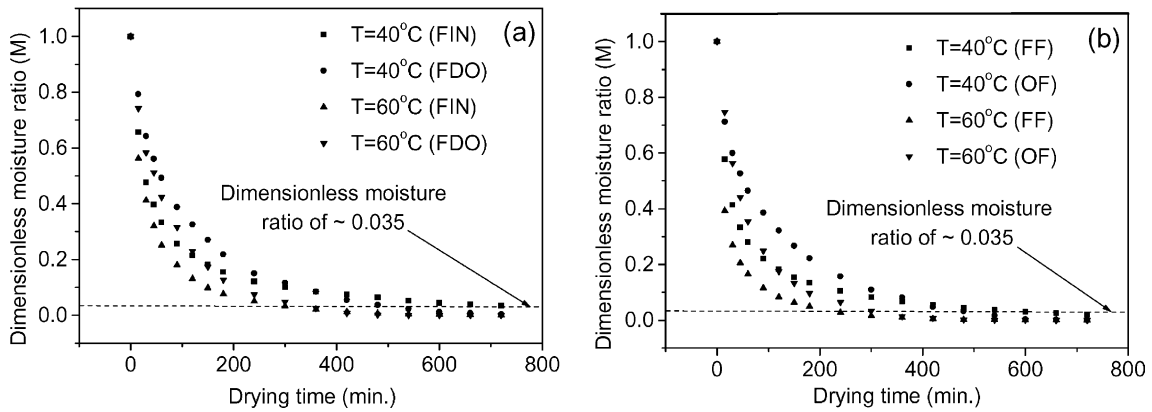 (a)
T=40°C (FIN)
T=40°C (FDO)
T=60°C (FIN)
T=60°C (FDO)
Dimensionless moisture
ratio of ~ 0.035
Dimensionless moisture ratio (M)
1.0
0.8
0.6
0.4
0.2
0.0
0
200
400
600
800
Drying time (min.)
(b)
T=40°C (FF)
T=40°C (OF)
T=60°C (FF)
T=60°C (OF)
Dimensionless moisture
ratio of ~ 0.035
Dimensionless moisture ratio (M)
1.0
0.8
0.6
0.4
0.2
0.0
0
200
400
600
800
Drying time (min.)